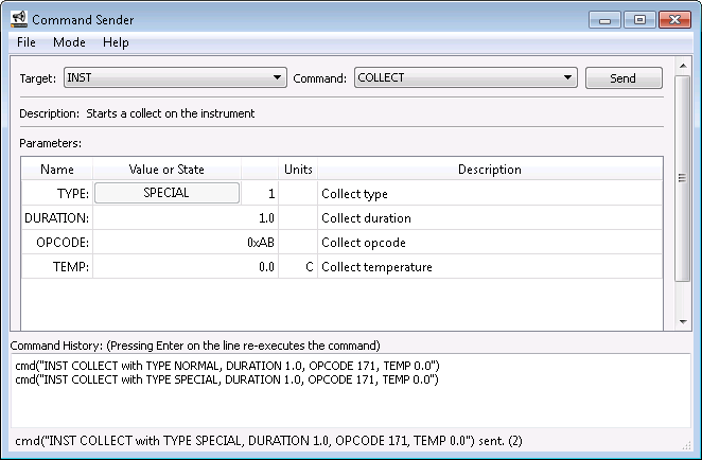 Command Sender
File Mode Help
Target: INST Command: COLLECT Send
Description: Starts a collect on the instrument
Parameters:
Name Value or State Units Description
TYPE: SPECIAL 1 Collect type
DURATION: 1.0 Collect duration
OPCODE: 0xAB Collect opcode
TEMP: 0.0 C Collect temperature
Command History: (Pressing Enter on the line re-executes the command)
cmd("INST COLLECT with TYPE NORMAL, DURATION 1.0, OPCODE 171, TEMP 0.0")
cmd("INST COLLECT with TYPE SPECIAL, DURATION 1.0, OPCODE 171, TEMP 0.0")
cmd("INST COLLECT with TYPE SPECIAL, DURATION 1.0, OPCODE 171, TEMP 0.0") sent. (2)